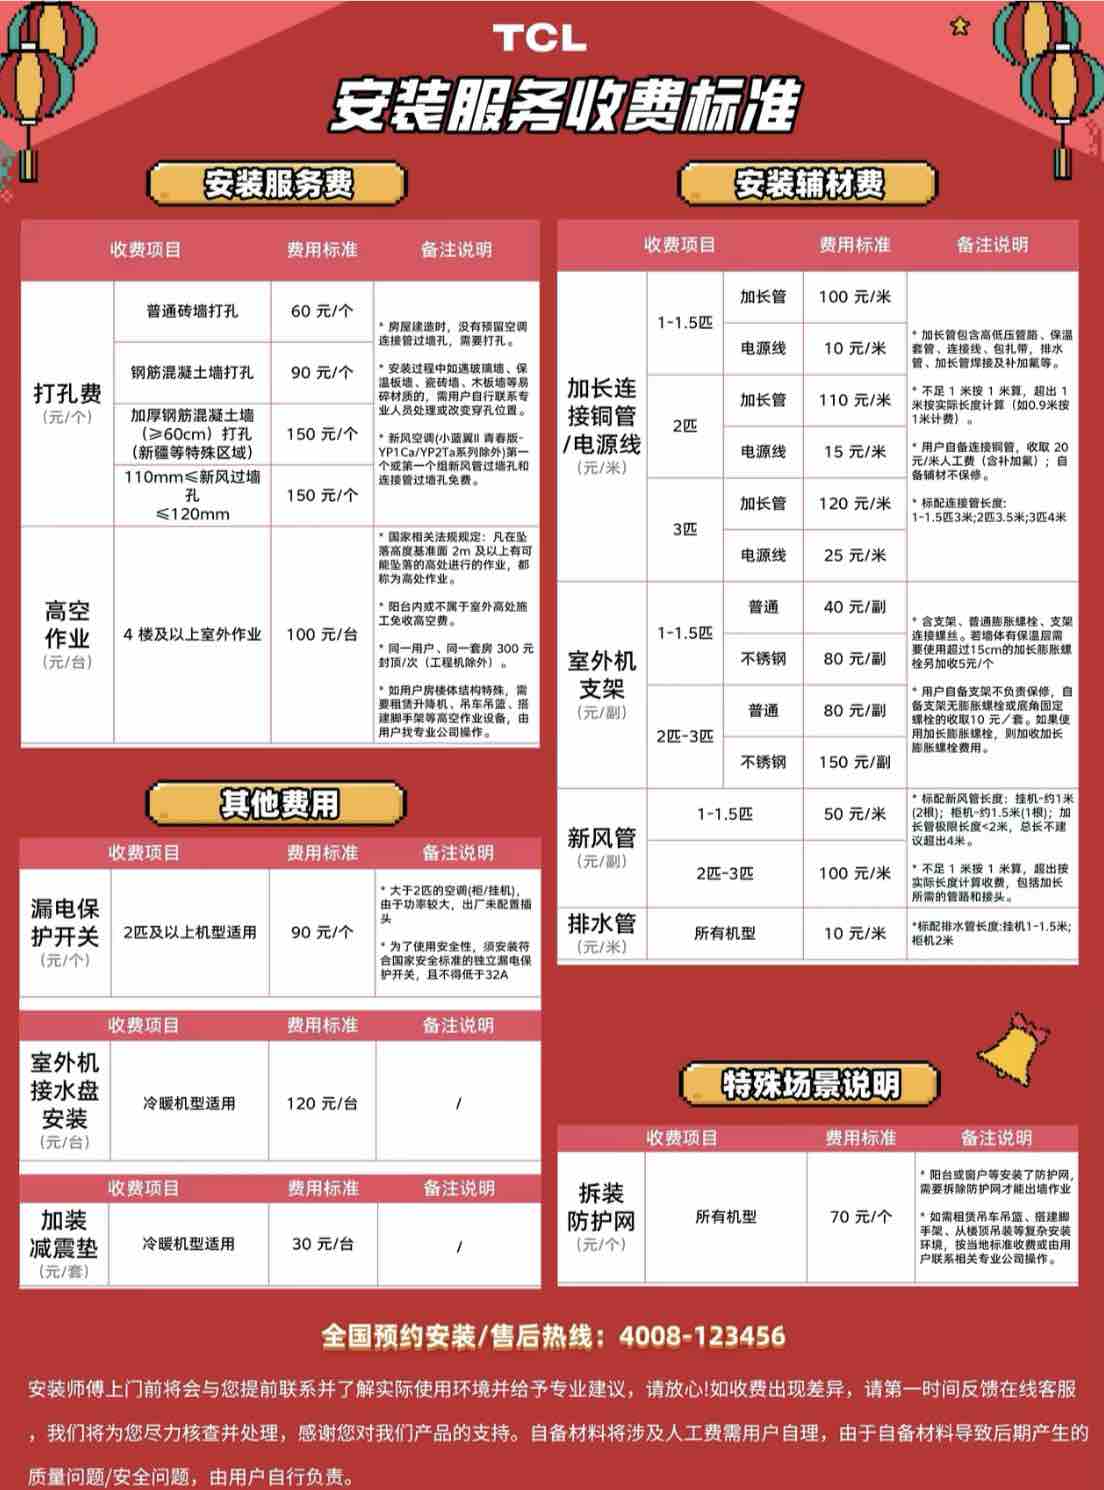 TCL
安装服务收费标准
安装服务费
收费项目 费用标准 备注说明
打孔费
(元/个)
普通砖墙打孔 60 元/个
钢筋混凝土墙打孔 90 元/个
加厚钢筋混凝土墙
(≥60cm) 打孔
(新疆等特殊区域)
150 元/个
110mm≤新风过墙
孔
≤120mm
150 元/个
* 房屋建造时，没有预留空调
连接管过墙孔，需要打孔。
* 安装过程中如遇玻璃墙、保
温板墙、瓷砖墙、木板墙等易
碎材质的，需用户自行联系专
业人员处理或改变穿孔位置。
* 新风空调(小蓝翼II 青春版-
YP1Ca/YP2Ta系列除外)第一
个或第一个组新风管过墙孔和
连接管过墙孔免费。
高空
作业
(元/台)
4 楼及以上室外作业 100 元/台
* 国家相关法规规定：凡在坠
落高度基准面 2m 及以上有可
能坠落的高处进行的作业，都
称为高处作业。
* 阳台内或不属于室外高处施
工免收高空费。
* 同一用户、同一套房 300 元
封顶/次（工程机除外）。
* 如用户房楼体结构特殊，需
要租赁升降机、吊车吊篮、搭
建脚手架等高空作业设备，由
用户找专业公司操作。
其他费用
收费项目 费用标准 备注说明
漏电保
护开关
(元/个)
2匹及以上机型适用 90 元/个
* 大于2匹的空调(柜/挂机)，
由于功率较大，出厂未配置插
头
* 为了使用安全性，须安装符
合国家安全标准的独立漏电保
护开关，且不得低于32A
收费项目 费用标准 备注说明
室外机
接水盘
安装
(元/台)
冷暖机型适用 120 元/台 /
收费项目 费用标准 备注说明
加装
减震垫
(元/套)
冷暖机型适用 30 元/台 /
安装辅材费
收费项目 费用标准 备注说明
加长连
接铜管
/电源线
(元/米)
1-1.5匹
加长管 100 元/米
电源线 10 元/米
2匹
加长管 110 元/米
电源线 15 元/米
3匹
加长管 120 元/米
电源线 25 元/米
* 加长管包含高低压管路、保温
套管、连接线、包扎带，排水
管、加长管焊接及补加氟等。
* 不足 1 米按 1 米算，超出 1
米按实际长度计算（如0.9米按
1米计费）。
* 用户自备连接铜管，收取 20
元/米人工费（含补加氟）；自
备辅材不保修。
* 标配连接管长度:
1-1.5匹3米;2匹3.5米;3匹4米
室外机
支架
(元/副)
1-1.5匹
普通 40 元/副
不锈钢 80 元/副
2匹-3匹
普通 80 元/副
不锈钢 150 元/副
* 含支架、普通膨胀螺栓、支架
连接螺丝。若墙体有保温层需
要使用超过15cm的加长膨胀螺
栓另加收5元/个
* 用户自备支架不负责保修，自
备支架无膨胀螺栓或底角固定
螺栓的收取10 元／套。如果使
用加长膨胀螺栓，则加收加长
膨胀螺栓费用。
新风管
(元/副)
1-1.5匹 50 元/米
2匹-3匹 100 元/米
* 标配新风管长度：挂机-约1米
(2根)；柜机-约1.5米(1根)；加
长管极限长度<2米，总长不建
议超出4米。
* 不足 1 米按 1 米算，超出按
实际长度计算收费，包括加长
所需的管路和接头。
排水管
(元/米)
所有机型 10 元/米
*标配排水管长度:挂机1-1.5米;
柜机2米
特殊场景说明
收费项目 费用标准 备注说明
拆装
防护网
(元/个)
所有机型 70 元/个
* 阳台或窗户等安装了防护网，
需要拆除防护网才能出墙作业
* 如需租赁吊车吊篮、搭建脚
手架、从楼顶吊装等复杂安装
环境，按当地标准收费或由用
户联系相关专业公司操作。
全国预约安装/售后热线：4008-123456
安装师傅上门前将会与您提前联系并了解实际使用环境并给予专业建议，请放心!如收费出现差异，请第一时间反馈在线客服
，我们将为您尽力核查并处理，感谢您对我们产品的支持。自备材料将涉及人工费需用户自理，由于自备材料导致后期产生的
质量问题/安全问题，由用户自行负责。